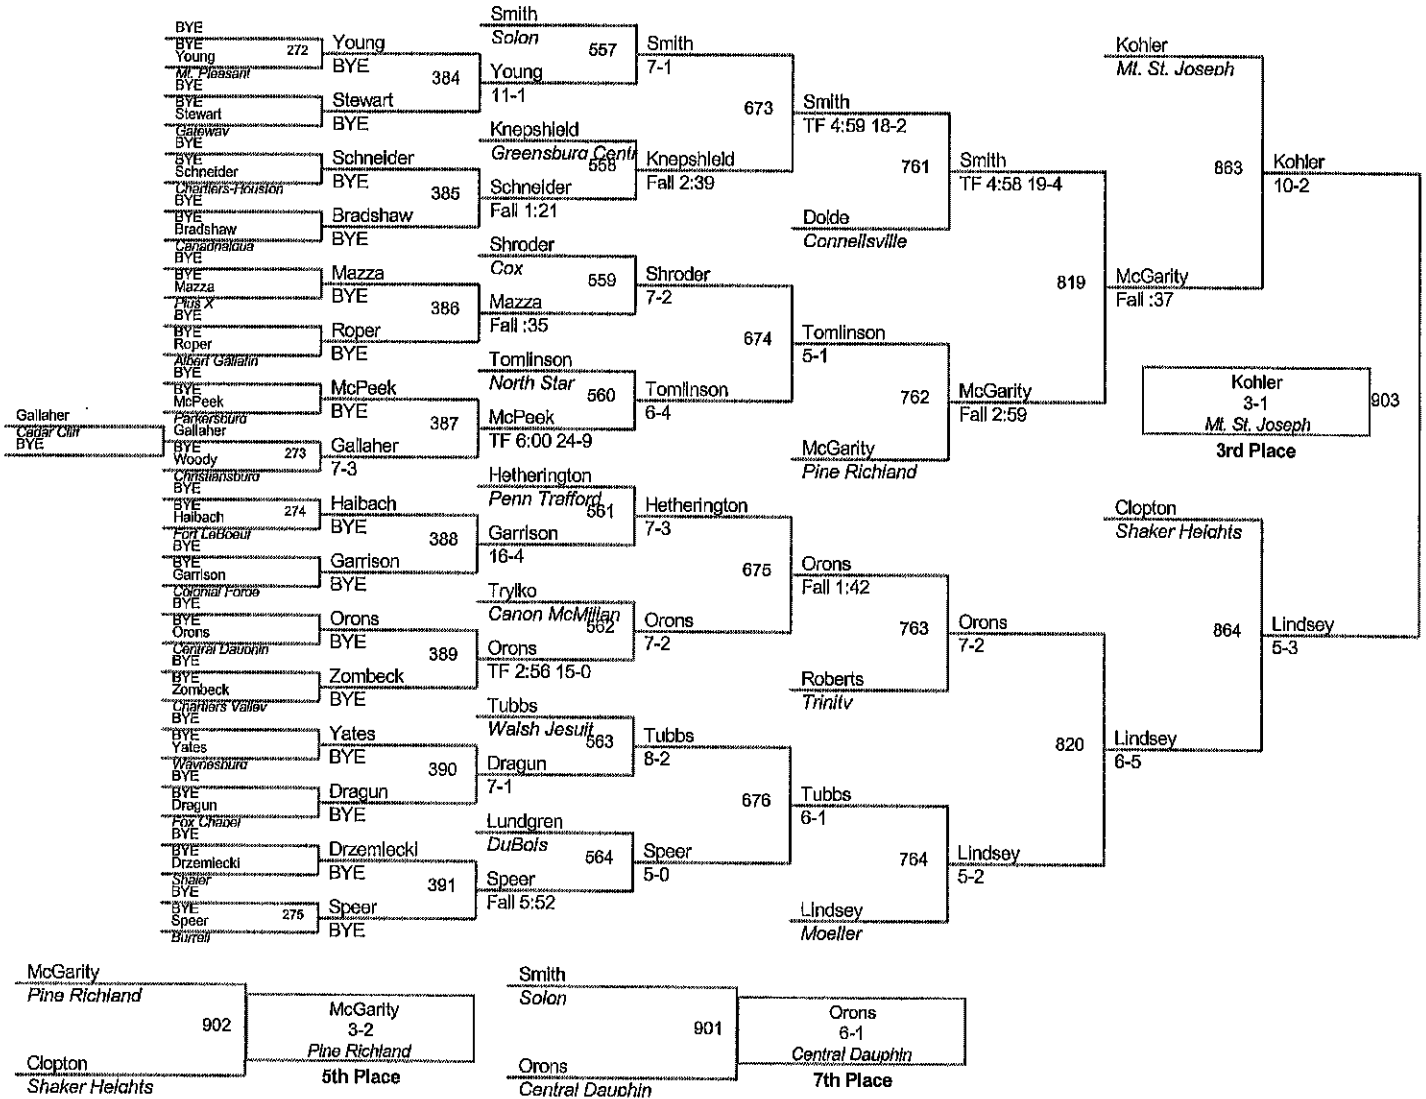 Gallaher
Cadar Cliff
BYE
BYE
BYE
Young
272
Mt. Pleasant
BYE
BYE
Stewart
Gateway
BYE
BYE
Schneider
Chartiers-Houston
BYE
BYE
Bradshaw
Canadnaigua
BYE
BYE
Mazza
Pius X
BYE
BYE
Roper
Albert Gallatin
BYE
BYE
McPeek
Parkersburg
Gallaher
BYE
Woody
273
Christiansburg
BYE
BYE
Haibach
274
Fort LeBoeuf
BYE
BYE
Garrison
Colonial Forge
BYE
BYE
Orons
Central Dauphin
BYE
BYE
Zombeck
Chartiers Valley
BYE
BYE
Yates
Waynesburg
BYE
BYE
Dragun
Fox Chapel
BYE
BYE
Drzemiecki
Shaler
BYE
BYE
Speer
275
Burrell
Young
BYE
384
Stewart
BYE
Schneider
BYE
385
Bradshaw
BYE
Mazza
BYE
386
Roper
BYE
McPeek
BYE
387
Gallaher
7-3
Haibach
BYE
388
Garrison
BYE
Orons
BYE
389
Zombeck
BYE
Yates
BYE
390
Dragun
BYE
Drzemiecki
BYE
391
Speer
BYE
Smith
Solon
557
Young
11-1
Knepshield
Greensburg Centr
558
Schneider
Fall 1:21
Shroder
Cox
559
Mazza
Fall :35
Tomlinson
North Star
560
McPeek
TF 6:00 24-9
Hetherington
Penn Trafford
561
Garrison
16-4
Trylko
Canon McMillan
562
Orons
TF 2:56 15-0
Tubbs
Walsh Jesuit
563
Dragun
7-1
Lundgren
DuBois
564
Speer
Fall 5:52
Smith
7-1
673
Knepshield
Fall 2:39
Shroder
7-2
674
Tomlinson
6-4
Hetherington
7-3
675
Orons
7-2
Tubbs
8-2
676
Speer
5-0
Smith
TF 4:59 18-2
761
Dolde
Connellsville
Tomlinson
5-1
762
McGarity
Pine Richland
Orons
Fall 1:42
763
Roberts
Trinity
Tubbs
6-1
764
Lindsey
Moeller
Smith
TF 4:58 19-4
819
McGarity
Fall 2:59
Orons
7-2
820
Lindsey
5-2
Kohler
Mt. St. Joseph
863
McGarity
Fall :37
Clopton
Shaker Heights
864
Lindsey
6-5
Kohler
10-2
Lindsey
5-3
Kohler
3-1
Mt. St. Joseph
903
3rd Place
McGarity
Pine Richland
902
Clopton
Shaker Heights
McGarity
3-2
Pine Richland
5th Place
Smith
Solon
901
Orons
Central Dauphin
Orons
6-1
Central Dauphin
7th Place